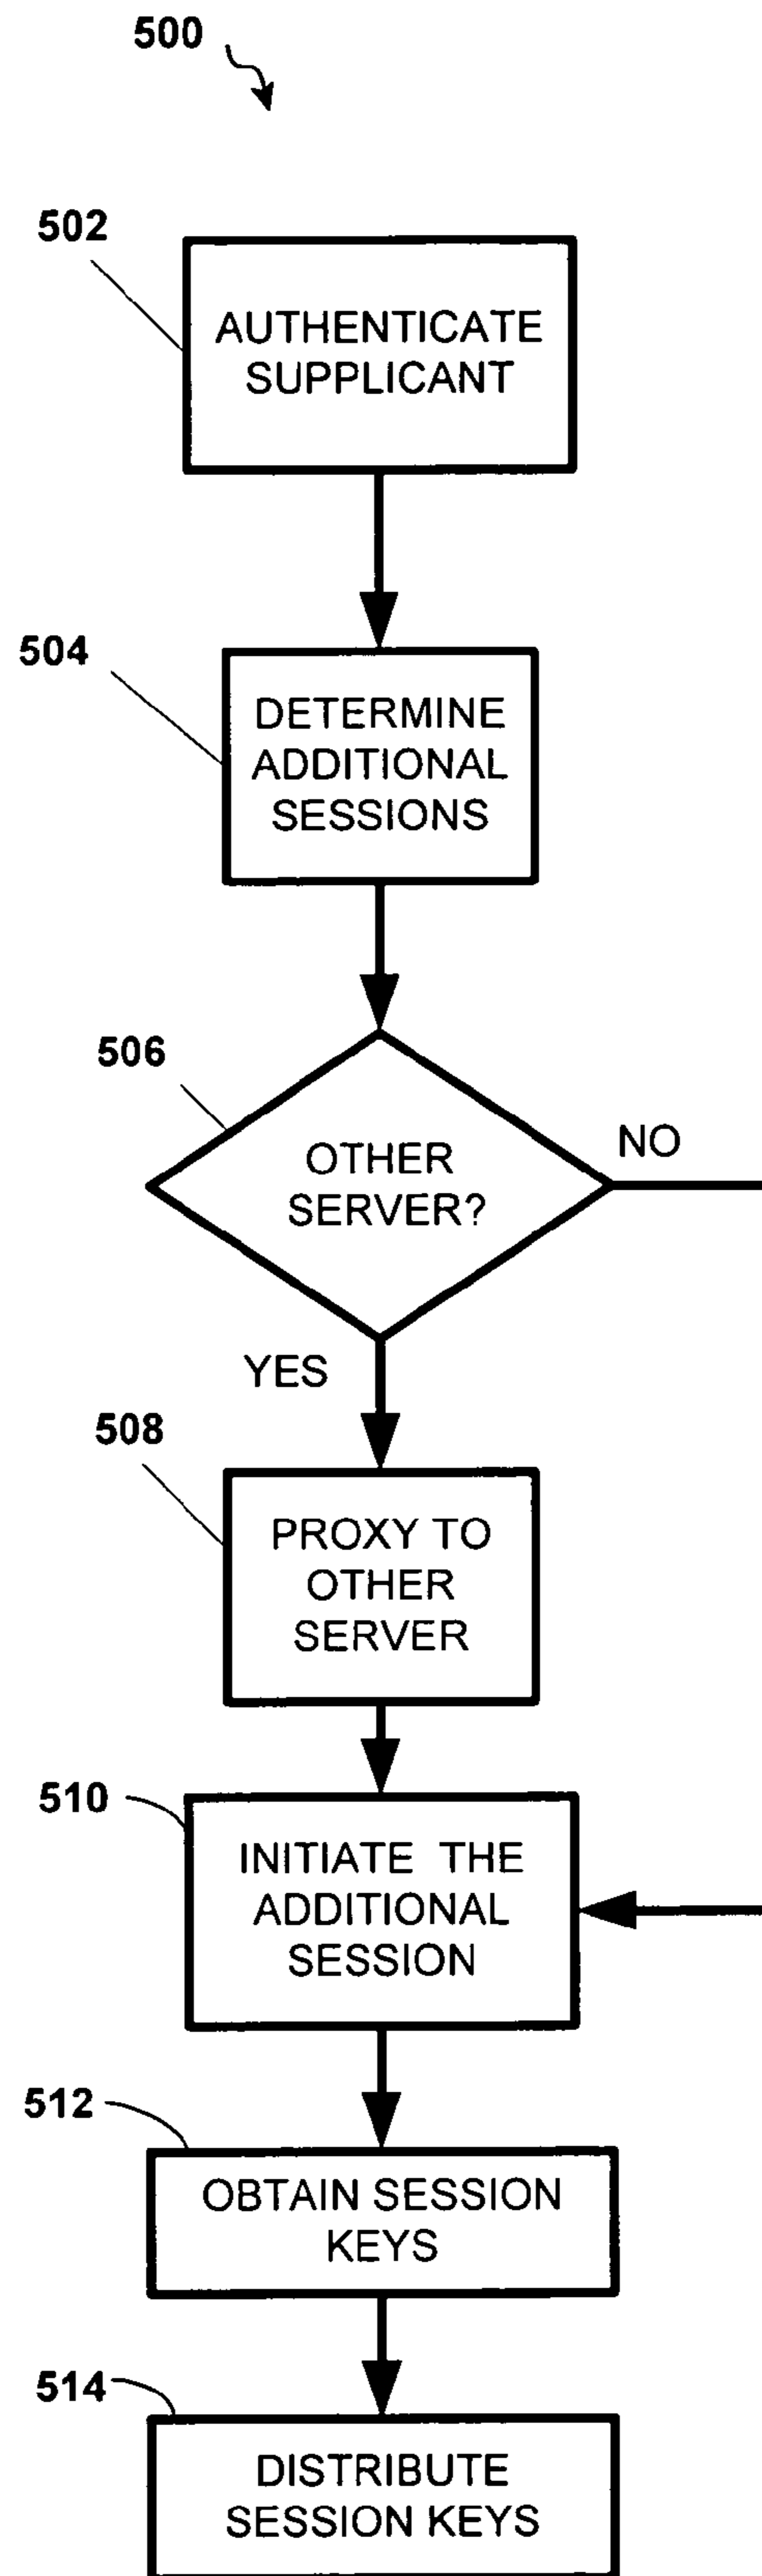 500
502
AUTHENTICATE
SUPPLICANT
504
DETERMINE
ADDITIONAL
SESSIONS
506
OTHER
SERVER?
NO
YES
508
PROXY TO
OTHER
SERVER
510
INITIATE THE
ADDITIONAL
SESSION
512
OBTAIN SESSION
KEYS
514
DISTRIBUTE
SESSION KEYS